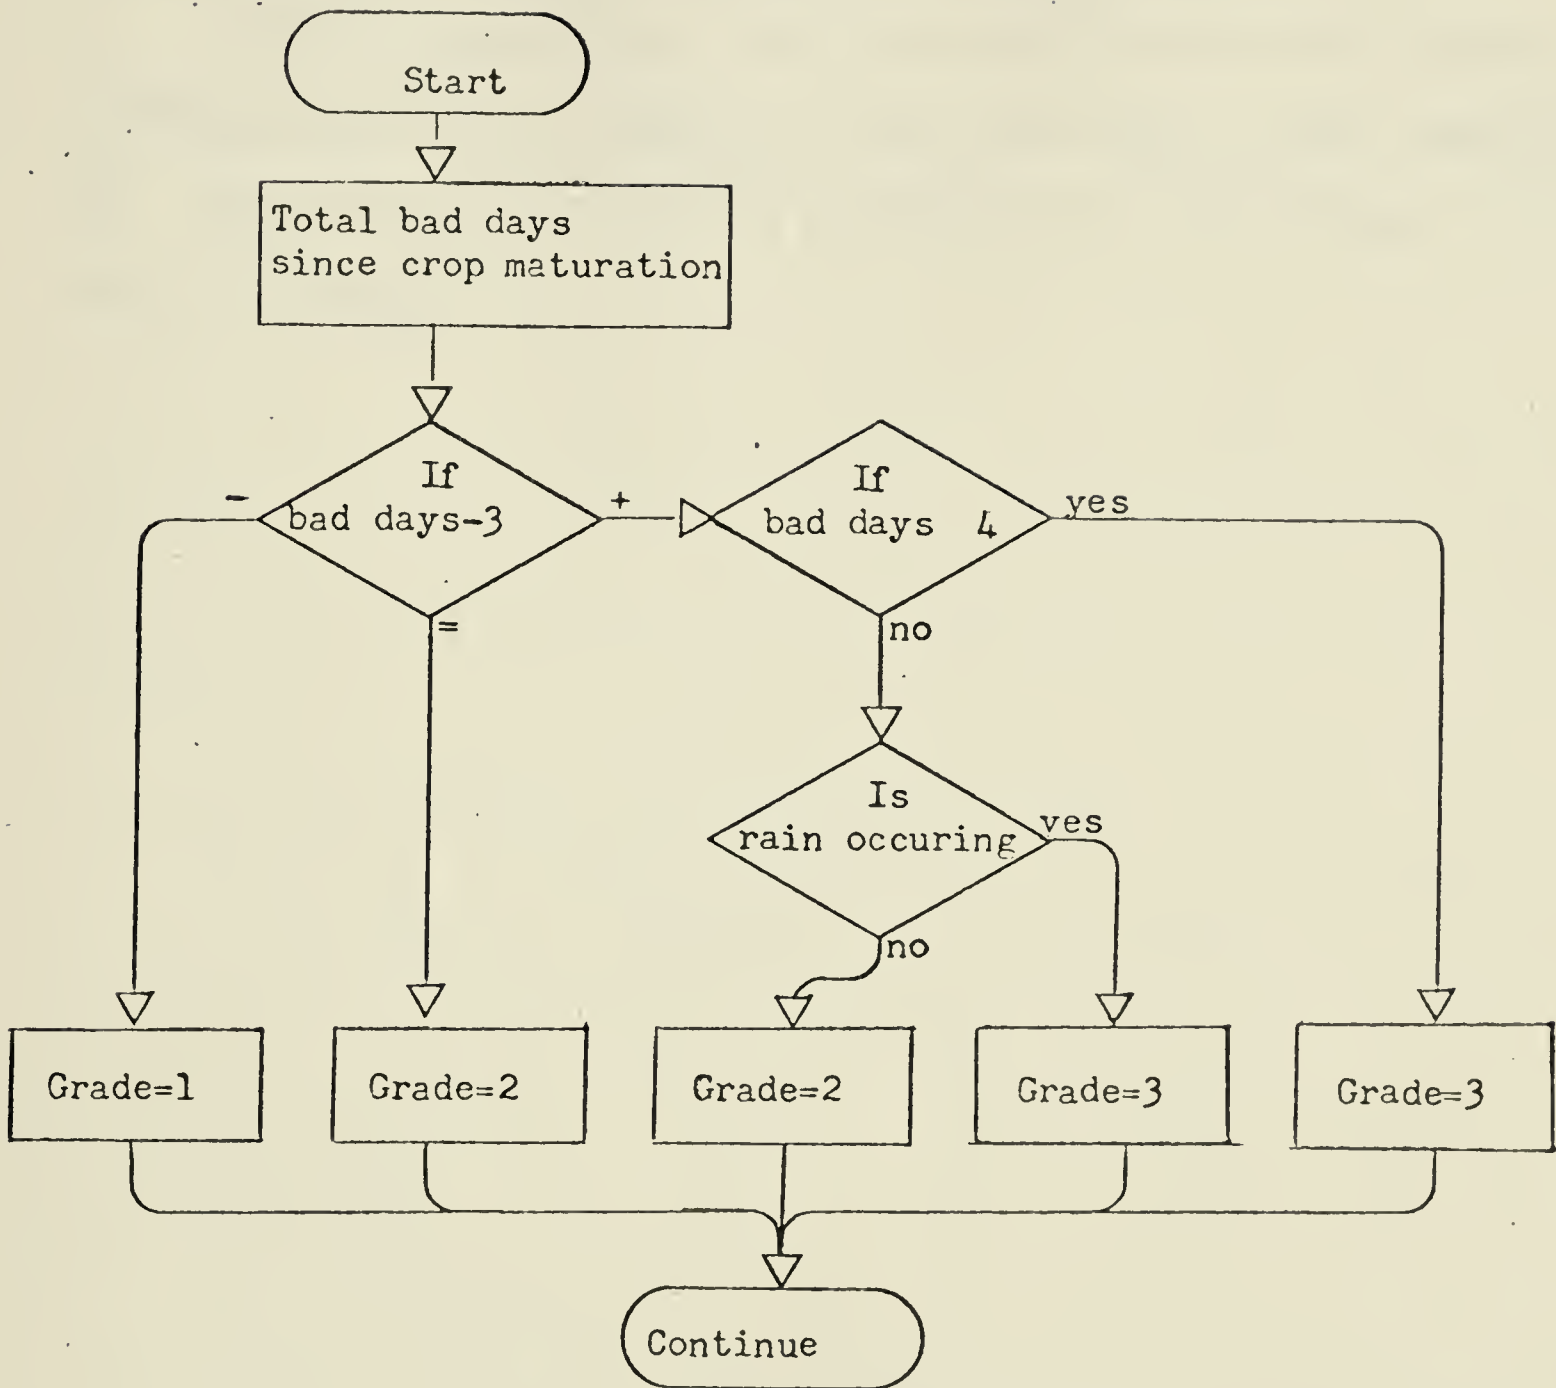 Start
Total bad days
since crop maturation
If
bad days-3
-
+
=
If
bad days 4
yes
no
Is
rain occuring
yes
no
Grade=1
Grade=2
Grade=2
Grade=3
Grade=3
Continue